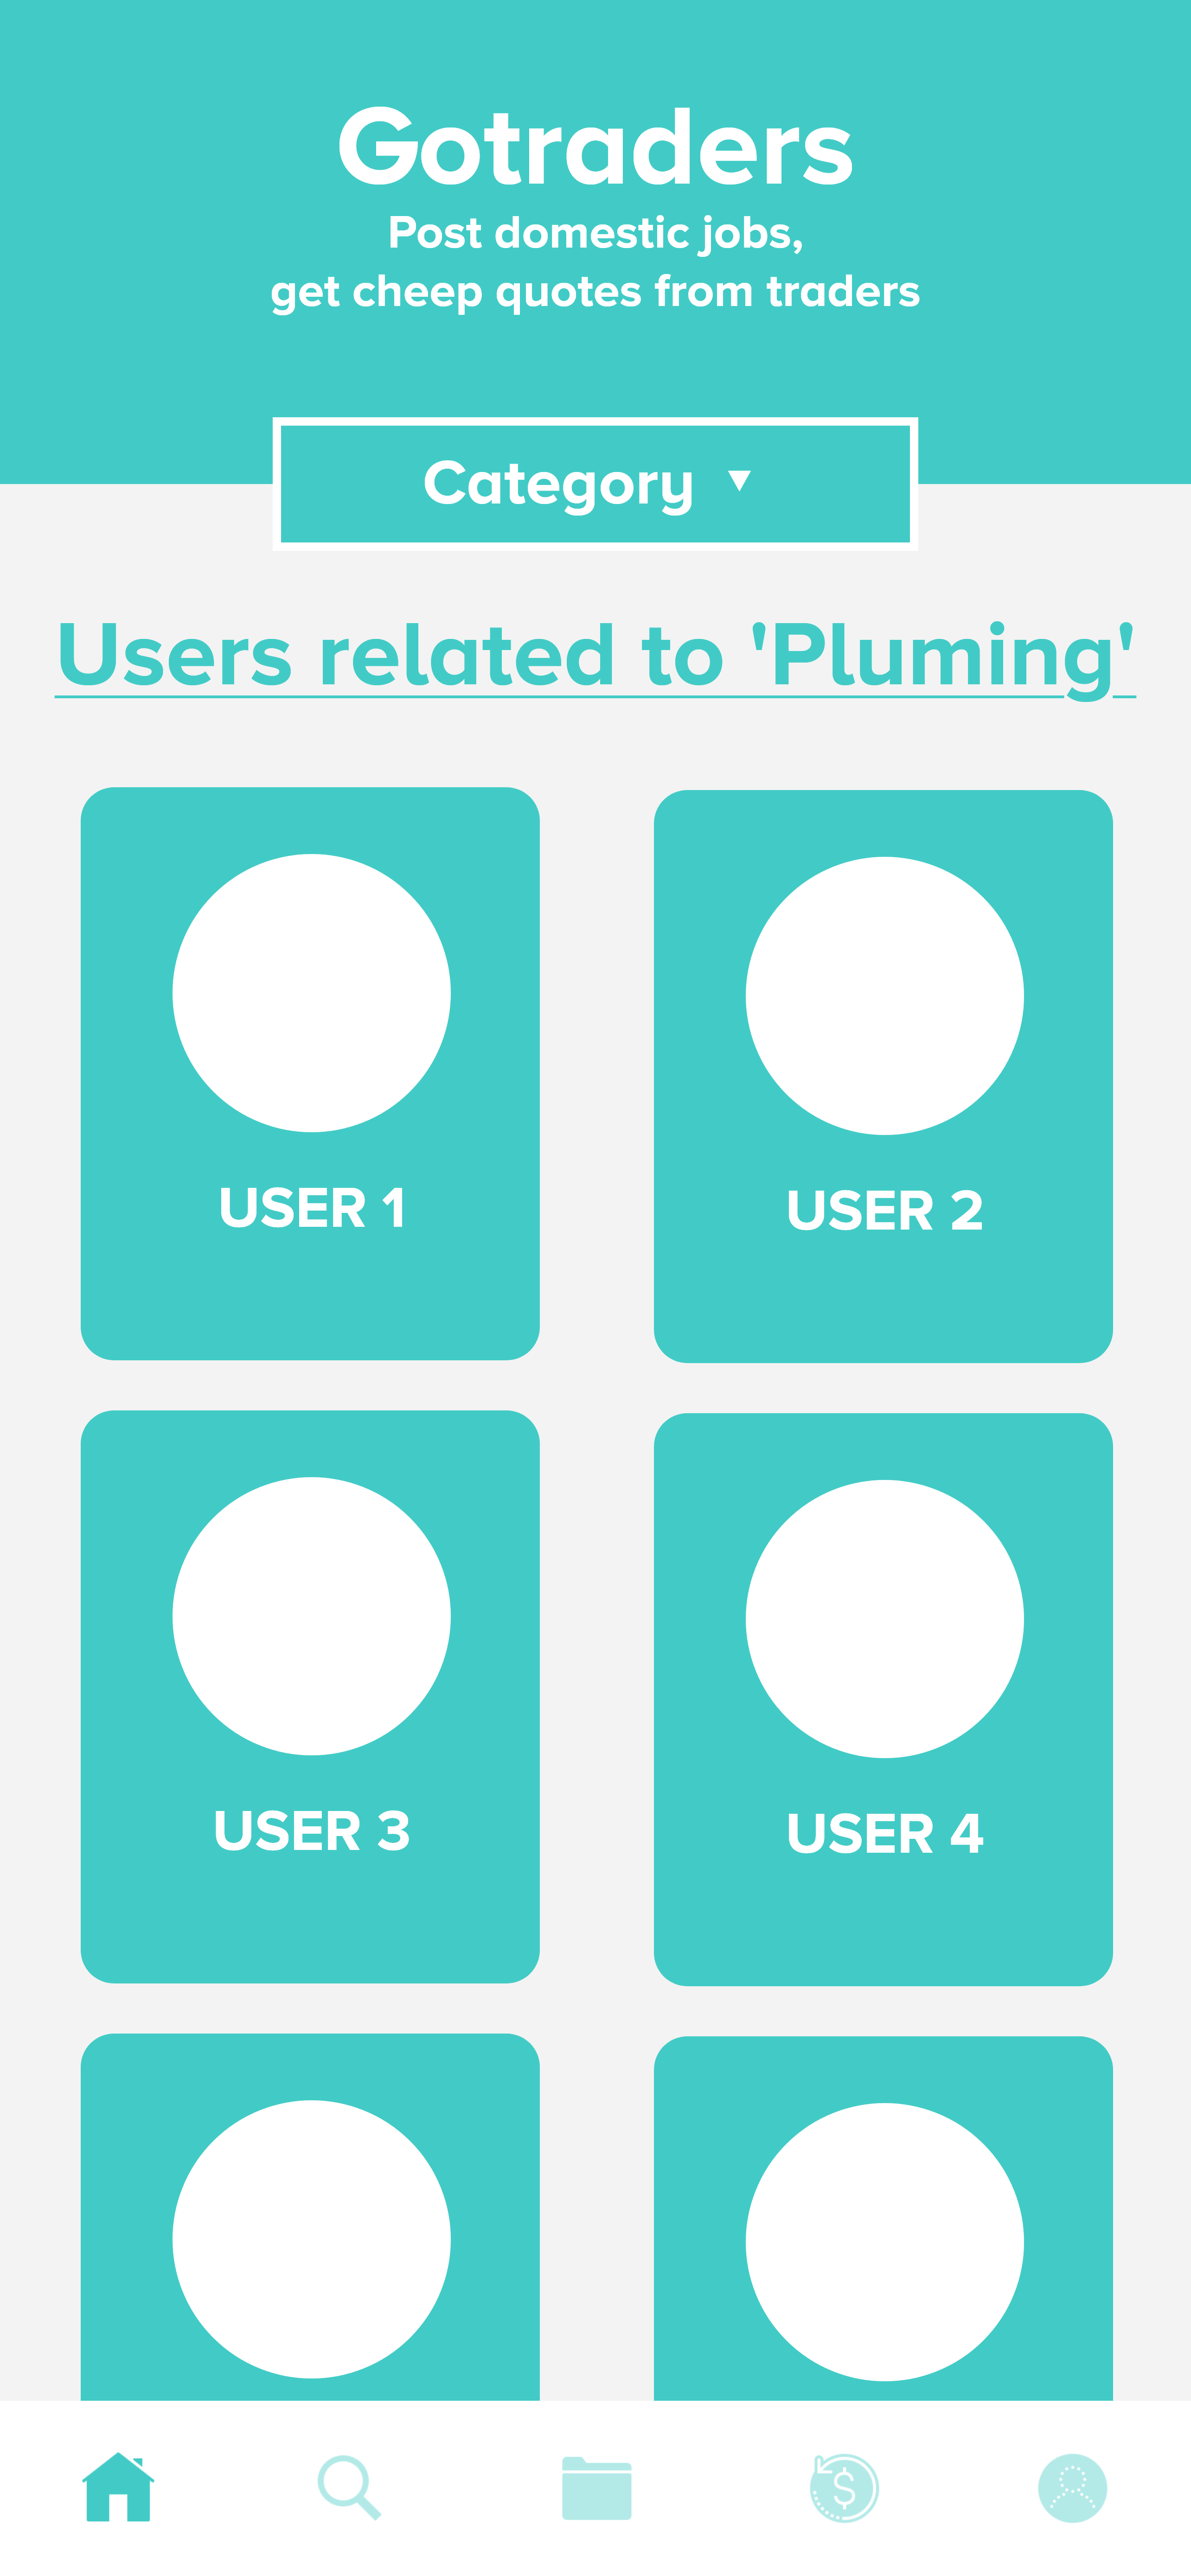 Gotraders
Post domestic jobs,
get cheep quotes from traders
Category
Users related to 'Pluming'
USER 1
USER 2
USER 3
USER 4
$